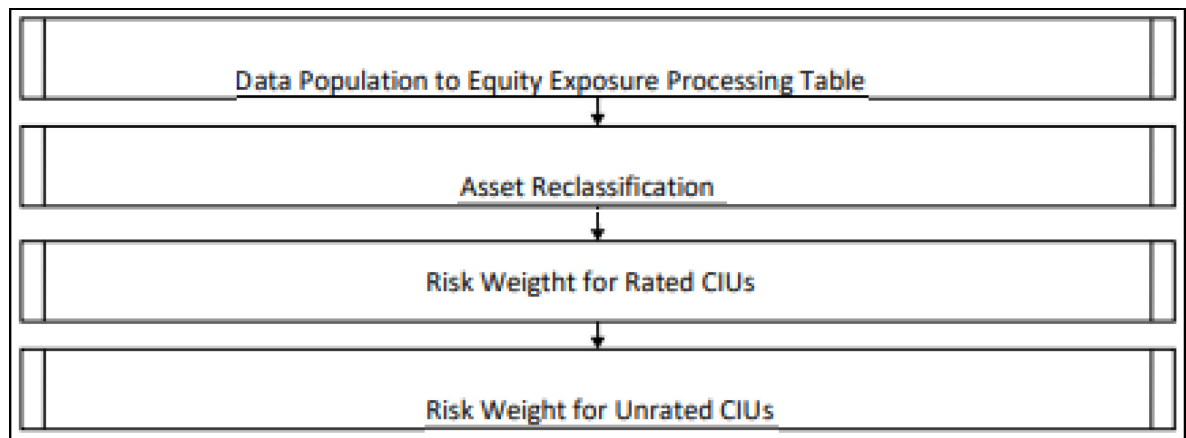 Data Population to Equity Exposure Processing Table
Asset Reclassification
Risk Weigtht for Rated CIUs
Risk Weight for Unrated CIUs